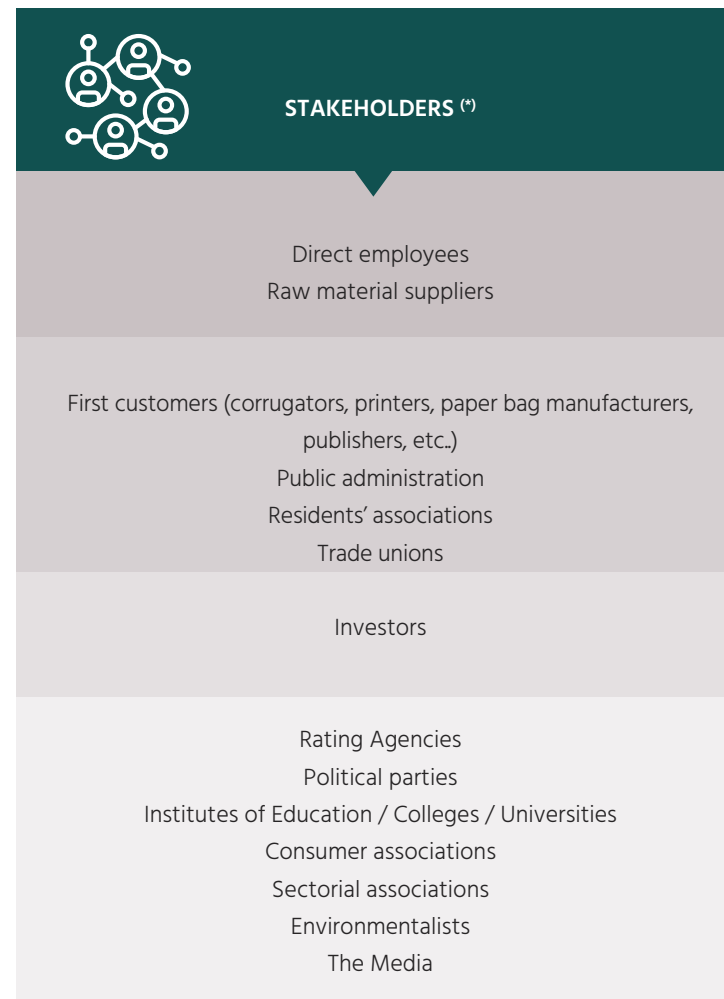 STAKEHOLDERS (*)
Direct employees
Raw material suppliers
First customers (corrugators, printers, paper bag manufacturers,
publishers, etc..)
Public administration
Residents’ associations
Trade unions
Investors
Rating Agencies
Political parties
Institutes of Education / Colleges / Universities
Consumer associations
Sectorial associations
Environmentalists
The Media